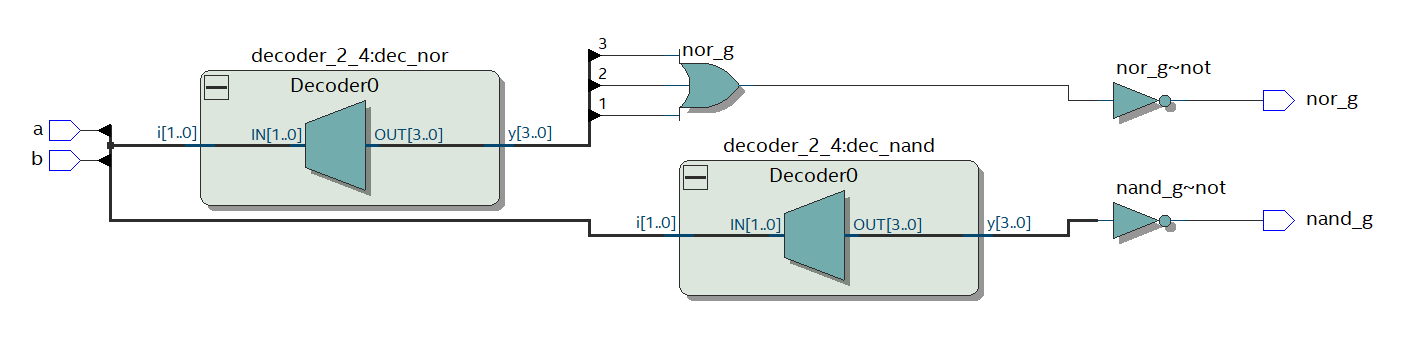 decoder_2_4:dec_nor
Decoder0
i[1..0]
IN[1..0]
OUT[3..0]
y[3..0]
a
b
3
2
1
nor_g
nor_g~not
nor_g
decoder_2_4:dec_nand
Decoder0
i[1..0]
IN[1..0]
OUT[3..0]
y[3..0]
nand_g~not
nand_g